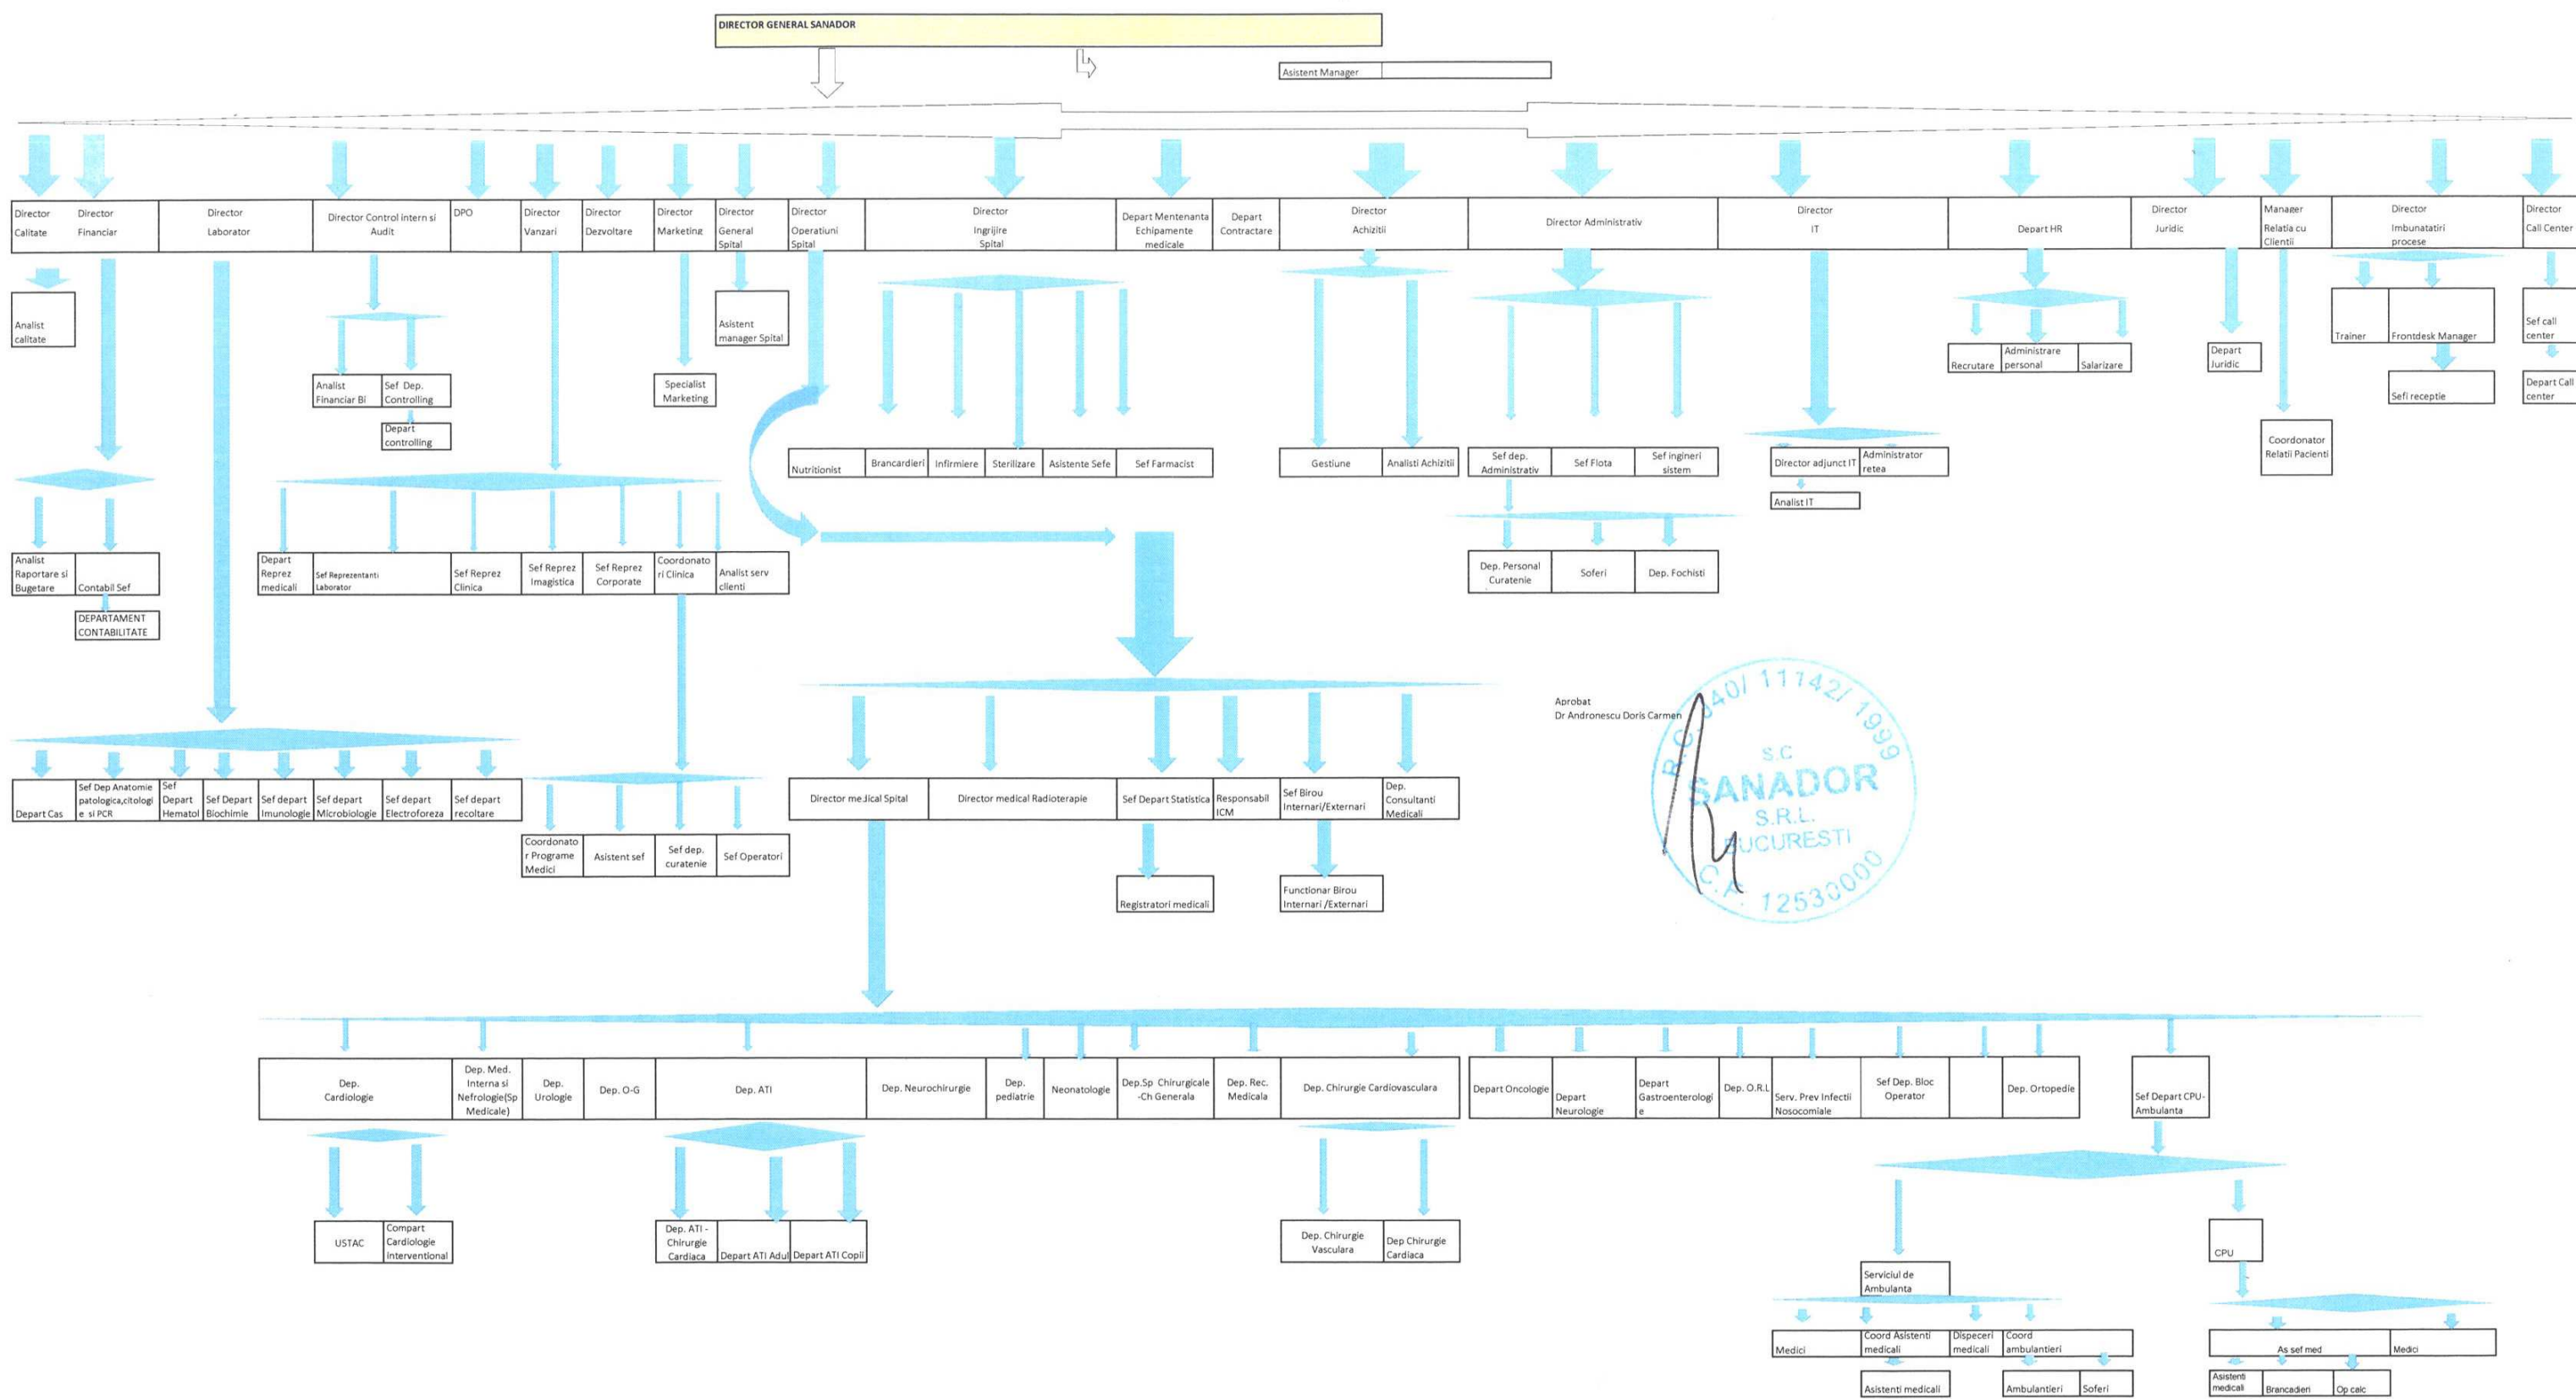 DIRECTOR GENERAL SANADOR
Asistent Manager
Director
Calitate
Director
Financiar
Director
Laborator
Director Control intern si
Audit
DPO
Director
Vanzari
Director
Dezvoltare
Director
Marketing
Director
General
Spital
Director
Operatiuni
Spital
Director
Ingrijire
Spital
Depart Mentenanta
Echipamente
medicale
Depart
Contractare
Director
Achizitii
Director Administrativ
Director
IT
Depart HR
Director
Juridic
Manager
Relatia cu
Clientii
Director
Imbunatatiri
procese
Director
Call Center
Analist
calitate
Asistent
manager Spital
Analist
Financiar Bi
Sef Dep.
Controlling
Depart
controlling
Specialist
Marketing
Trainer
Frontdesk Manager
Sefi receptie
Sef call
center
Depart Call
center
Recrutare
Administrare
personal
Salarizare
Depart
Juridic
Coordonator
Relatii Pacienti
Nutritionist
Brancardieri
Infirmiere
Sterilizare
Asistente Sefe
Sef Farmacist
Gestiune
Analisti Achizitii
Sef dep.
Administrativ
Sef Flota
Sef ingineri
sistem
Director adjunct IT
Administrator
retea
Analist IT
Dep. Personal
Curatenie
Soferi
Dep. Fochisti
Analist
Raportare si
Bugetare
Contabil Sef
DEPARTAMENT
CONTABILITATE
Depart
Reprez
medicali
Sef Reprezentanti
Laborator
Sef Reprez
Clinica
Sef Reprez
Imagistica
Sef Reprez
Corporate
Coordonato
ri Clinica
Analist serv
clienti
Aprobat
Dr Andronescu Doris Carmen
R.C. J40/ 11742/ 1999
S.C
SANADOR
S.R.L.
BUCURESTI
C.F. 12530000
Depart Cas
Sef Dep Anatomie
patologica,citologi
e si PCR
Sef
Depart
Hematol
Sef Depart
Biochimie
Sef depart
Imunologie
Sef depart
Microbiologie
Sef depart
Electroforeza
Sef depart
recoltare
Coordonato
r Programe
Medici
Asistent sef
Sef dep.
curatenie
Sef Operatori
Director medical Spital
Director medical Radioterapie
Sef Depart Statistica
Responsabil
ICM
Sef Birou
Internari/Externari
Dep.
Consultanti
Medicali
Registratori medicali
Functionar Birou
Internari /Externari
Dep.
Cardiologie
Dep. Med.
Interna si
Nefrologie(Sp
Medicale)
Dep.
Urologie
Dep. O-G
Dep. ATI
Dep. Neurochirurgie
Dep.
pediatrie
Neonatologie
Dep.Sp Chirurgicale
-Ch Generala
Dep. Rec.
Medicala
Dep. Chirurgie Cardiovasculara
Depart Oncologie
Depart
Neurologie
Depart
Gastroenterologi
e
Dep. O.R.L
Serv. Prev Infectii
Nosocomiale
Sef Dep. Bloc
Operator
Dep. Ortopedie
Sef Depart CPU-
Ambulanta
USTAC
Compart
Cardiologie
Interventional
Dep. ATI -
Chirurgie
Cardiaca
Depart ATI Adul
Depart ATI Copii
Dep. Chirurgie
Vasculara
Dep Chirurgie
Cardiaca
Serviciul de
Ambulanta
CPU
Medici
Coord Asistenti
medicali
Dispeceri
medicali
Coord
ambulantieri
As sef med
Medici
Asistenti medicali
Ambulantieri
Soferi
Asistenti
medicali
Brancadieri
Op calc